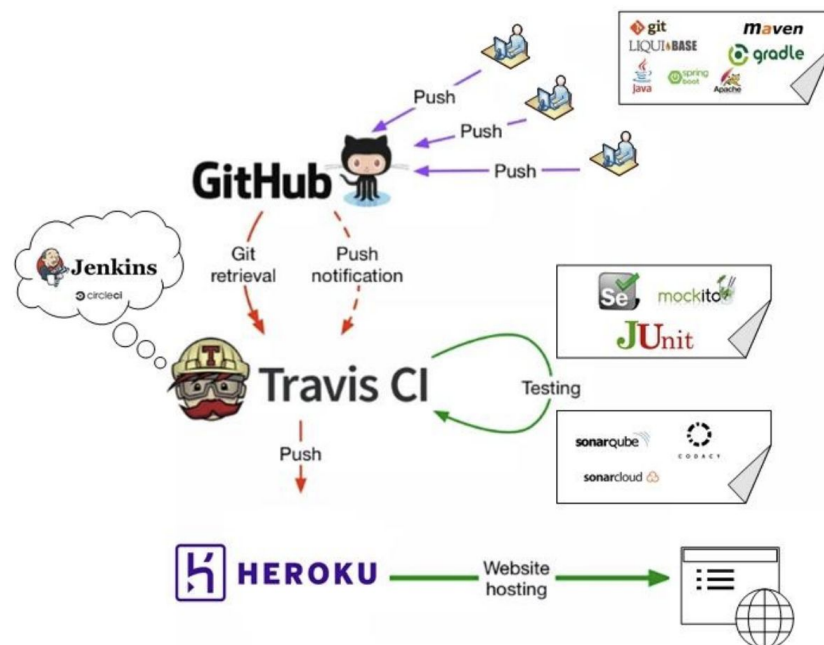 git
maven
LIQUIBASE
gradle
Java
spring
boot
Apache
Push
Push
Push
GitHub
Git
retrieval
Push
notification
Jenkins
circleci
Se
mockito
JUnit
T
Travis CI
Testing
sonarqube
CODACY
sonarcloud
Push
HEROKU
Website
hosting